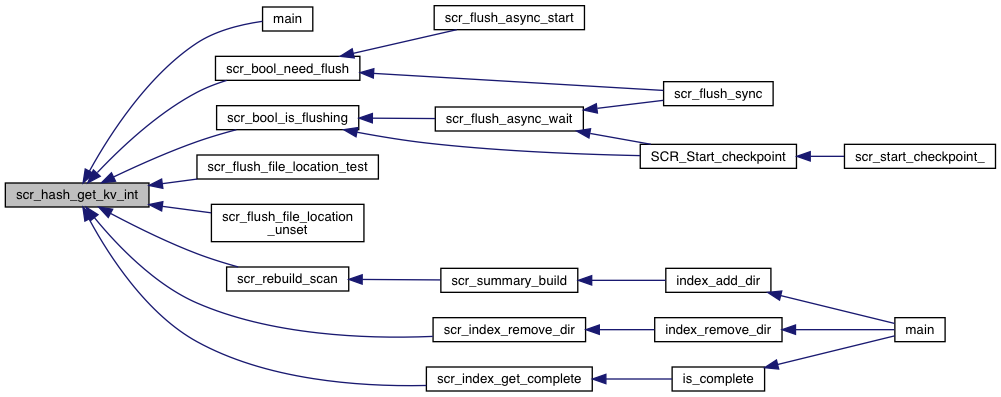 main
scr_flush_async_start
scr_bool_need_flush
scr_flush_sync
scr_bool_is_flushing
scr_flush_async_wait
SCR_Start_checkpoint
scr_start_checkpoint_
scr_flush_file_location_test
scr_hash_get_kv_int
scr_flush_file_location
_unset
scr_rebuild_scan
scr_summary_build
index_add_dir
scr_index_remove_dir
index_remove_dir
main
scr_index_get_complete
is_complete